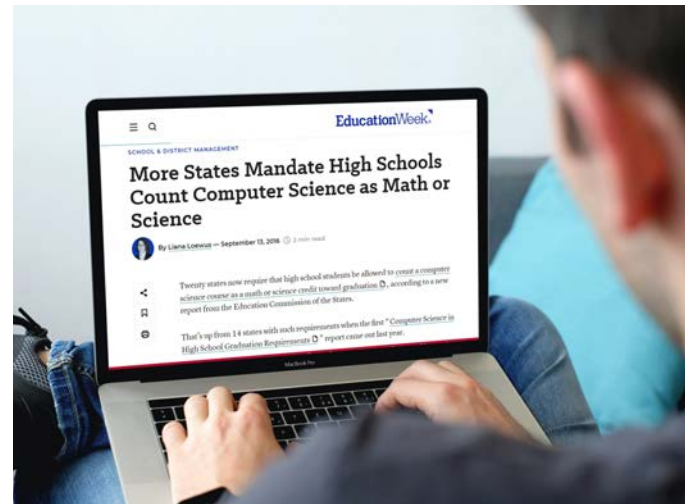 EducationWeek
SCHOOL & DISTRICT MANAGEMENT
More States Mandate High Schools
Count Computer Science as Math or
Science
By Liana Loewus — September 13, 2016 2 min read
Twenty states now require that high school students be allowed to count a computer
science course as a math or science credit toward graduation, according to a new
report from the Education Commission of the States.
That's up from 14 states with such requirements when the first "Computer Science in
High School Graduation Requirements" report came out last year.
MacBook Pro